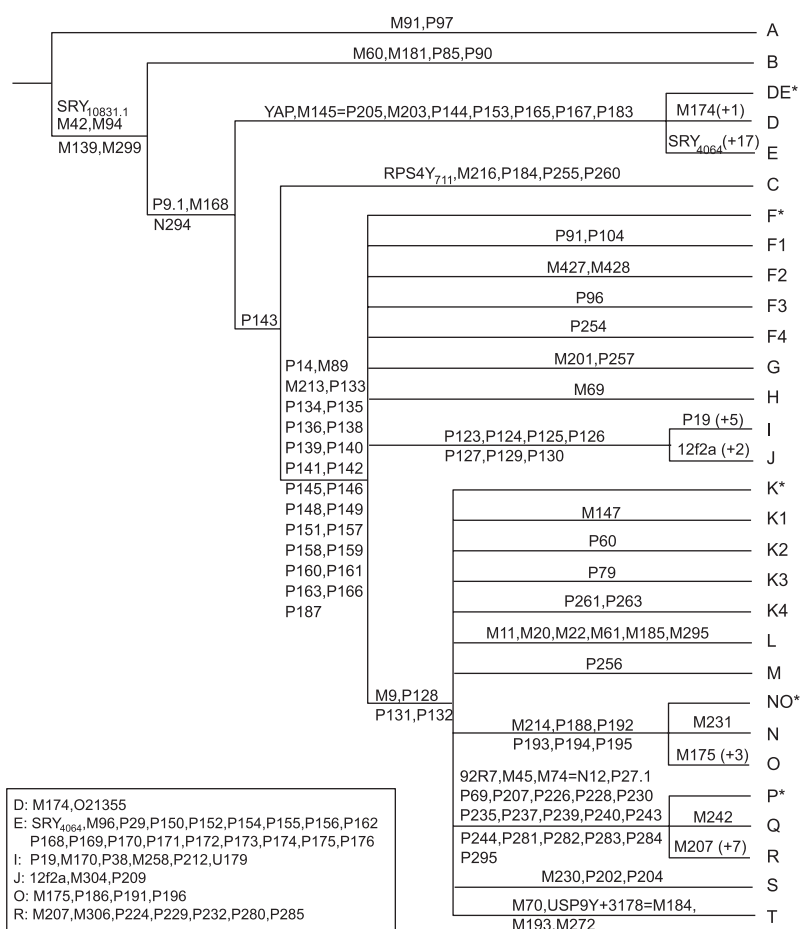 M91,P97
A
M60,M181,P85,P90
B
SRY10831.1
M42,M94
M139,M299
YAP,M145=P205,M203,P144,P153,P165,P167,P183
DE*
M174(+1)
D
SRY4064(+17)
E
RPS4Y711,M216,P184,P255,P260
C
P9.1,M168
N294
F*
P91,P104
F1
M427,M428
F2
P96
F3
P143
P254
F4
P14,M89
M213,P133
P134,P135
P136,P138
P139,P140
P141,P142
P145,P146
P148,P149
P151,P157
P158,P159
P160,P161
P163,P166
P187
M201,P257
G
M69
H
P123,P124,P125,P126
P127,P129,P130
P19 (+5)
I
12f2a (+2)
J
K*
M147
K1
P60
K2
P79
K3
P261,P263
K4
M11,M20,M22,M61,M185,M295
L
P256
M
M9,P128
P131,P132
M214,P188,P192
P193,P194,P195
NO*
M231
N
M175 (+3)
O
92R7,M45,M74=N12,P27.1
P69,P207,P226,P228,P230
P235,P237,P239,P240,P243
P244,P281,P282,P283,P284
P295
P*
M242
Q
M207 (+7)
R
M230,P202,P204
S
M70,USP9Y+3178=M184,
M193,M272
T
D: M174,O21355
E: SRY4064,M96,P29,P150,P152,P154,P155,P156,P162
P168,P169,P170,P171,P172,P173,P174,P175,P176
I: P19,M170,P38,M258,P212,U179
J: 12f2a,M304,P209
O: M175,P186,P191,P196
R: M207,M306,P224,P229,P232,P280,P285